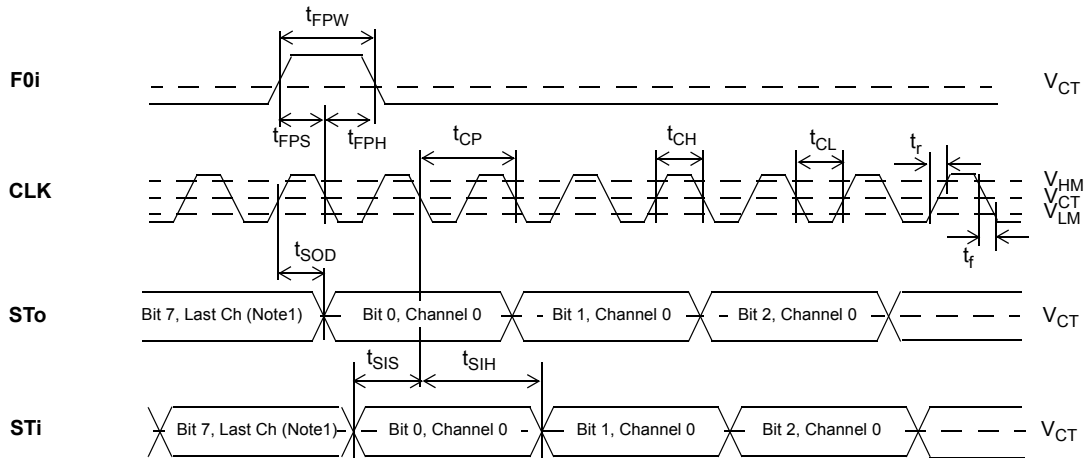 tFPW
F0i
VCT
tFPS
tFPH
tCP
tCH
tCL
tr
CLK
VHM
VCT
VLM
tSOD
tf
STo
Bit 7, Last Ch (Note1)
Bit 0, Channel 0
Bit 1, Channel 0
Bit 2, Channel 0
VCT
tSIS
tSIH
STi
Bit 7, Last Ch (Note1)
Bit 0, Channel 0
Bit 1, Channel 0
Bit 2, Channel 0
VCT